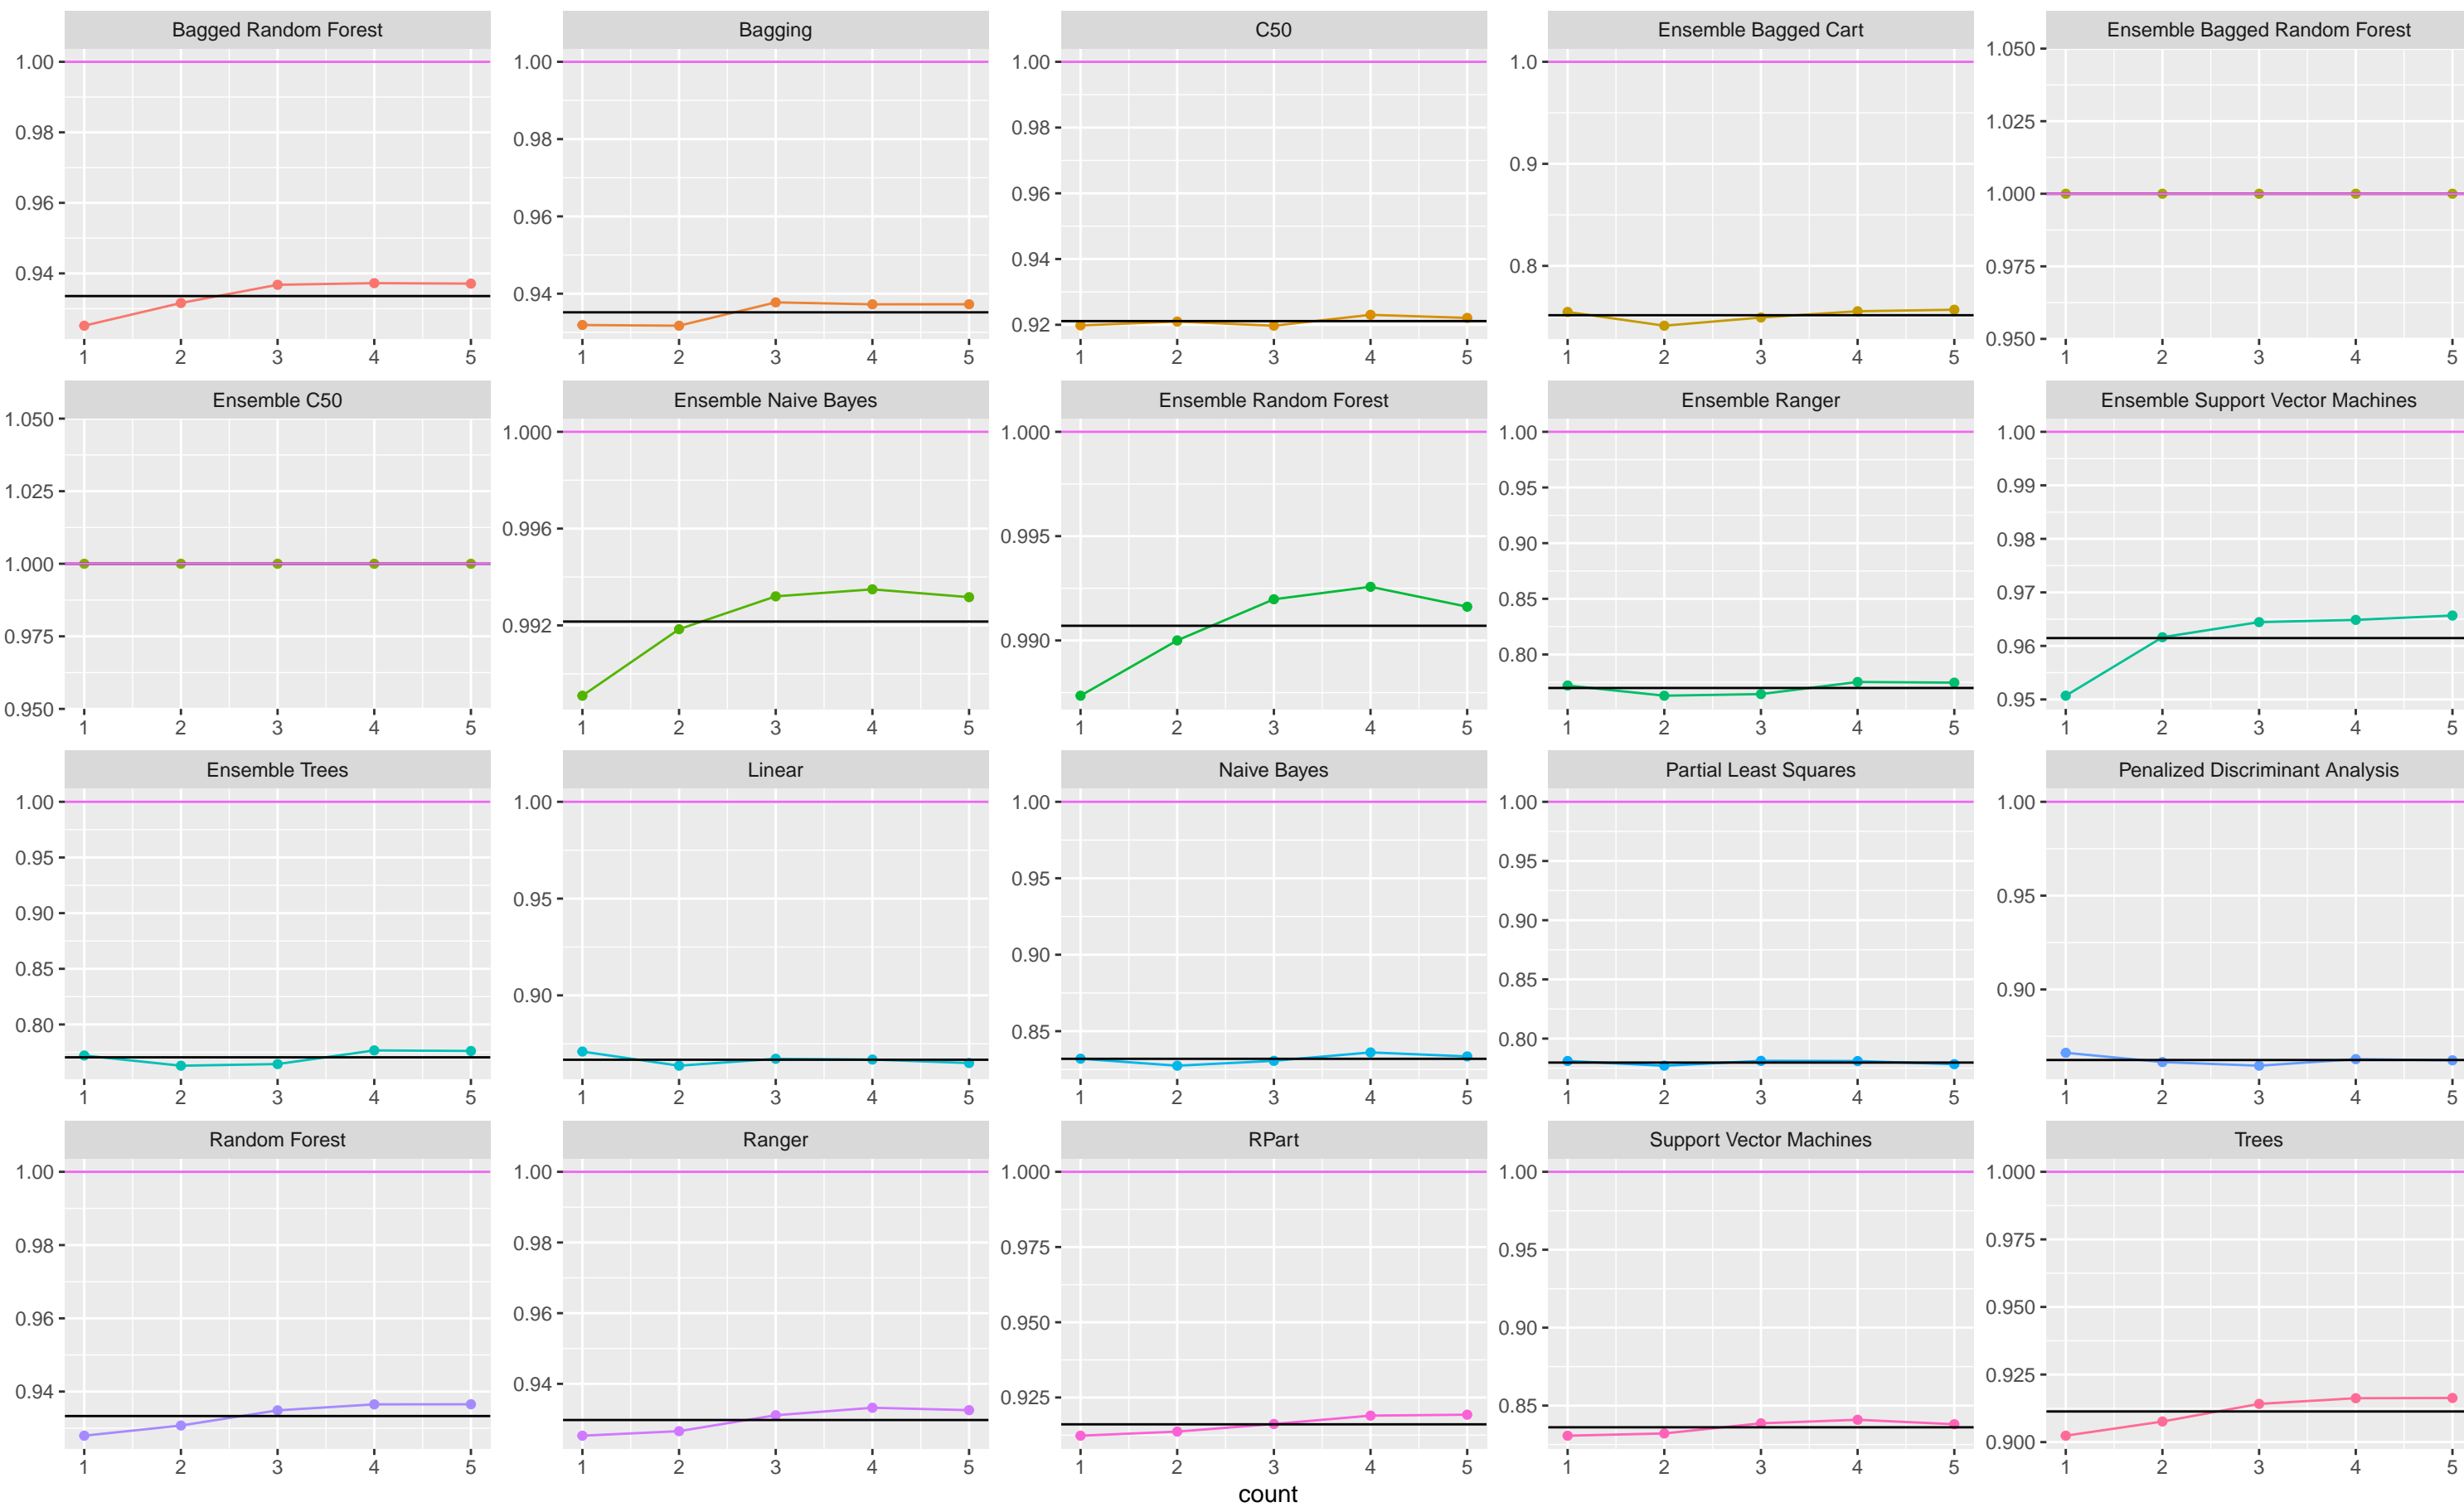 Bagged Random Forest
Bagging
C50
Ensemble Bagged Cart
Ensemble Bagged Random Forest
1.00
0.98
0.96
0.94
1 2 3 4 5
1.00
0.98
0.96
0.94
1 2 3 4 5
1.00
0.98
0.96
0.94
0.92
1 2 3 4 5
1.0
0.9
0.8
1 2 3 4 5
1.050
1.025
1.000
0.975
0.950
1 2 3 4 5
Ensemble C50
Ensemble Naive Bayes
Ensemble Random Forest
Ensemble Ranger
Ensemble Support Vector Machines
1.050
1.025
1.000
0.975
0.950
1 2 3 4 5
1.000
0.996
0.992
1 2 3 4 5
1.000
0.995
0.990
1 2 3 4 5
1.00
0.95
0.90
0.85
0.80
1 2 3 4 5
1.00
0.99
0.98
0.97
0.96
0.95
1 2 3 4 5
Ensemble Trees
Linear
Naive Bayes
Partial Least Squares
Penalized Discriminant Analysis
1.00
0.95
0.90
0.85
0.80
1 2 3 4 5
1.00
0.95
0.90
1 2 3 4 5
1.00
0.95
0.90
0.85
1 2 3 4 5
1.00
0.95
0.90
0.85
0.80
1 2 3 4 5
1.00
0.95
0.90
1 2 3 4 5
Random Forest
Ranger
RPart
Support Vector Machines
Trees
1.00
0.98
0.96
0.94
1 2 3 4 5
1.00
0.98
0.96
0.94
1 2 3 4 5
1.000
0.975
0.950
0.925
1 2 3 4 5
1.00
0.95
0.90
0.85
1 2 3 4 5
1.000
0.975
0.950
0.925
0.900
1 2 3 4 5
count